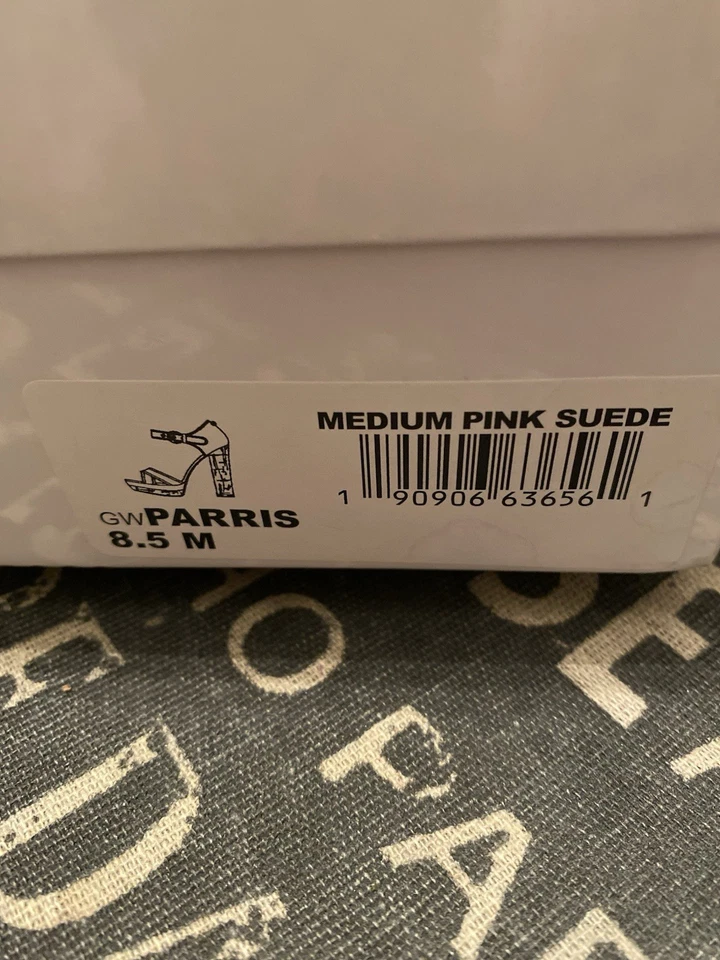 MEDIUM PINK SUEDE
1 90906 63656 1
GWPARRIS
8.5 M